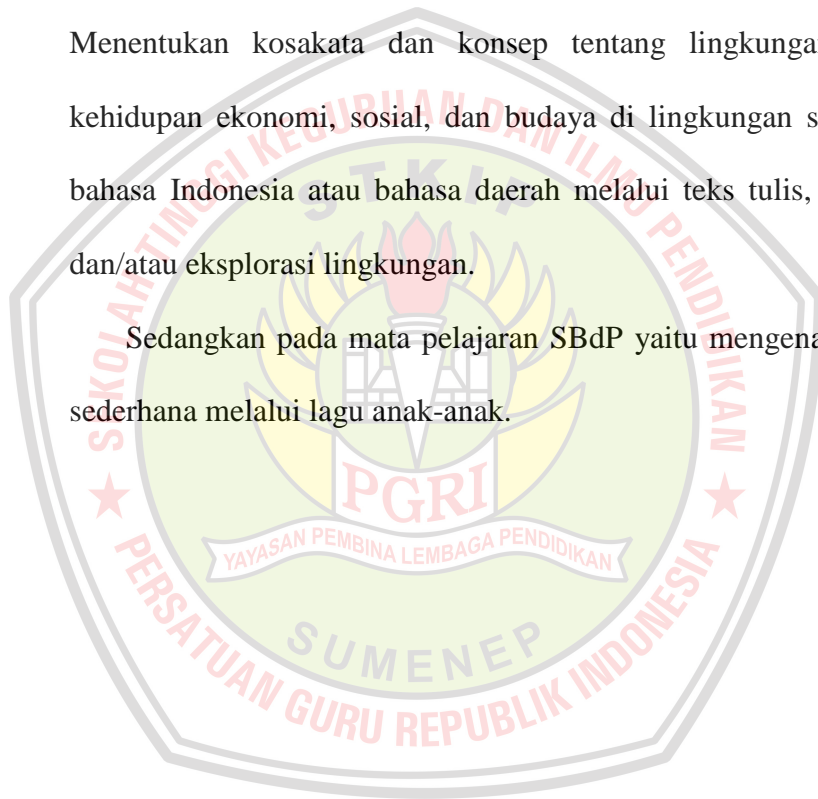 Menentukan kosakata dan konsep tentang lingkunga
kehidupan ekonomi, sosial, dan budaya di lingkungan s
bahasa Indonesia atau bahasa daerah melalui teks tulis,
dan/atau eksplorasi lingkungan.
Sedangkan pada mata pelajaran SBdP yaitu mengena
sederhana melalui lagu anak-anak.
SEKOLAH TINGGI KEGURUAN DAN ILMU PENDIDIKAN
STKIP
PGRI
YAYASAN PEMBINA LEMBAGA PENDIDIKAN
SUMENEP
PERSATUAN GURU REPUBLIK INDONESIA